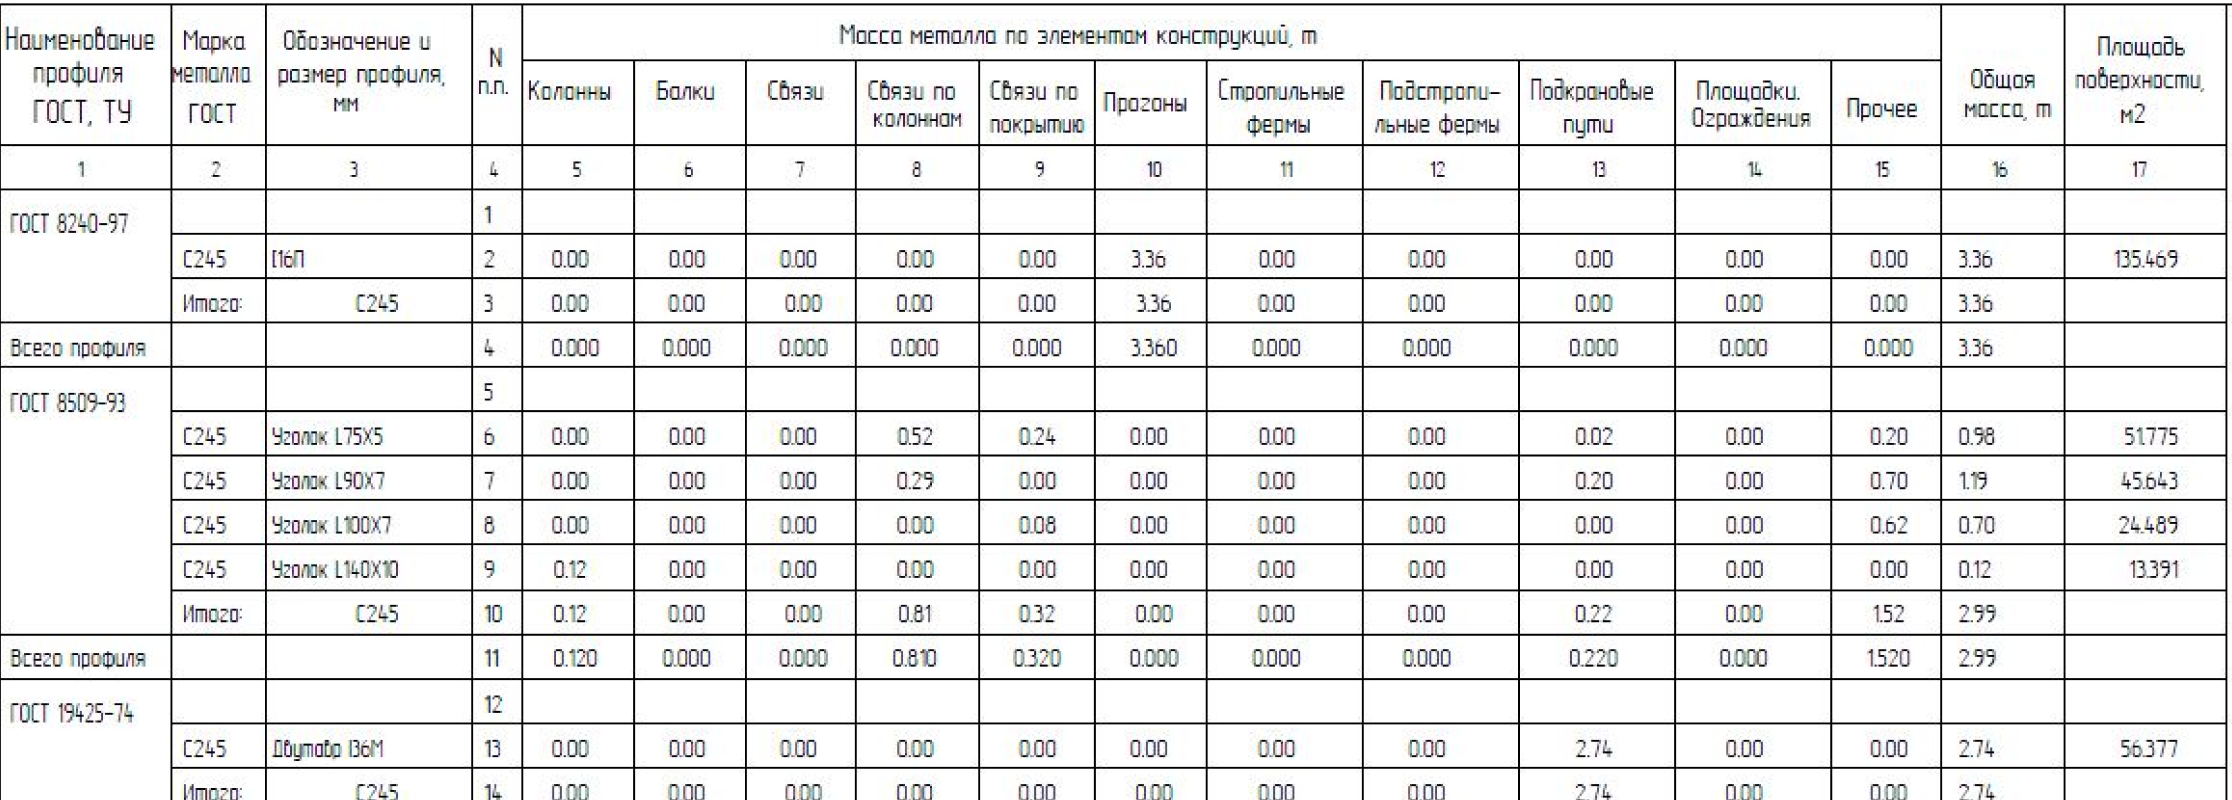 Наименование профиля ГОСТ, ТУ
Марка металла ГОСТ
Обозначение и размер профиля, мм
N п.п.
Масса металла по элементам конструкций, т
Колонны
Балки
Связи
Связи по колоннам
Связи по покрытию
Прогоны
Стропильные фермы
Подстропи-льные фермы
Подкрановые пути
Площадки. Ограждения
Прочее
Общая масса, т
Площадь поверхности, м2
1 2 3 4 5 6 7 8 9 10 11 12 13 14 15 16 17
ГОСТ 8240-97 1
С245 [16П 2 0.00 0.00 0.00 0.00 0.00 3.36 0.00 0.00 0.00 0.00 0.00 3.36 135.469
Итого: С245 3 0.00 0.00 0.00 0.00 0.00 3.36 0.00 0.00 0.00 0.00 0.00 3.36
Всего профиля 4 0.000 0.000 0.000 0.000 0.000 3.360 0.000 0.000 0.000 0.000 0.000 3.36
ГОСТ 8509-93 5
С245 Уголок L75X5 6 0.00 0.00 0.00 0.52 0.24 0.00 0.00 0.00 0.02 0.00 0.20 0.98 51.775
С245 Уголок L90X7 7 0.00 0.00 0.00 0.29 0.00 0.00 0.00 0.00 0.20 0.00 0.70 1.19 45.643
С245 Уголок L100X7 8 0.00 0.00 0.00 0.00 0.08 0.00 0.00 0.00 0.00 0.00 0.62 0.70 24.489
С245 Уголок L140X10 9 0.12 0.00 0.00 0.00 0.00 0.00 0.00 0.00 0.00 0.00 0.00 0.12 13.391
Итого: С245 10 0.12 0.00 0.00 0.81 0.32 0.00 0.00 0.00 0.22 0.00 1.52 2.99
Всего профиля 11 0.120 0.000 0.000 0.810 0.320 0.000 0.000 0.000 0.220 0.000 1.520 2.99
ГОСТ 19425-74 12
С245 Двутавр I36М 13 0.00 0.00 0.00 0.00 0.00 0.00 0.00 0.00 2.74 0.00 0.00 2.74 56.377
Итого: С245 14 0.00 0.00 0.00 0.00 0.00 0.00 0.00 0.00 2.74 0.00 0.00 2.74